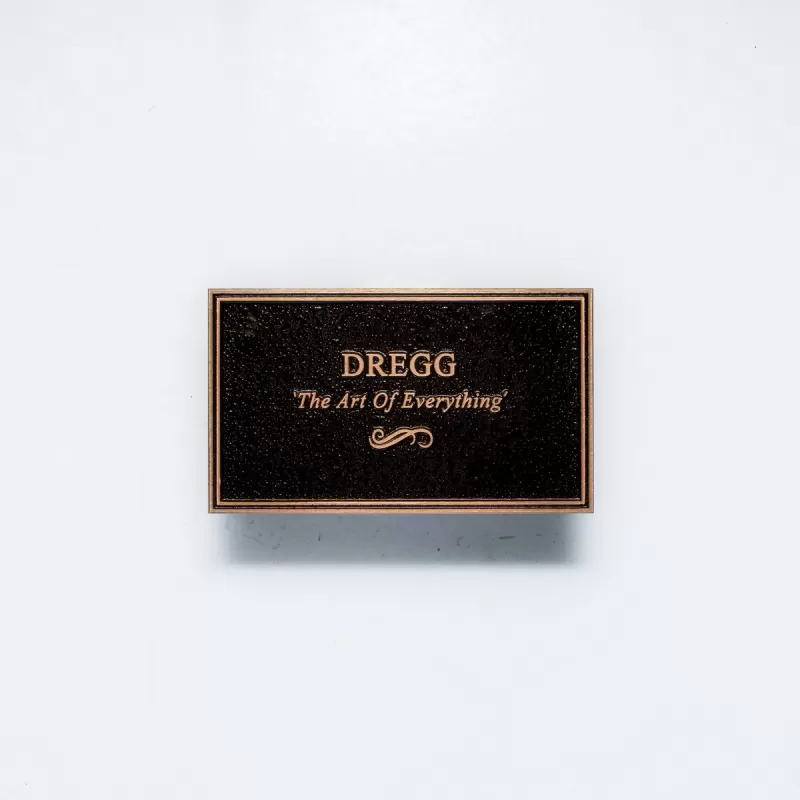 DREGG
'The Art Of Everything'